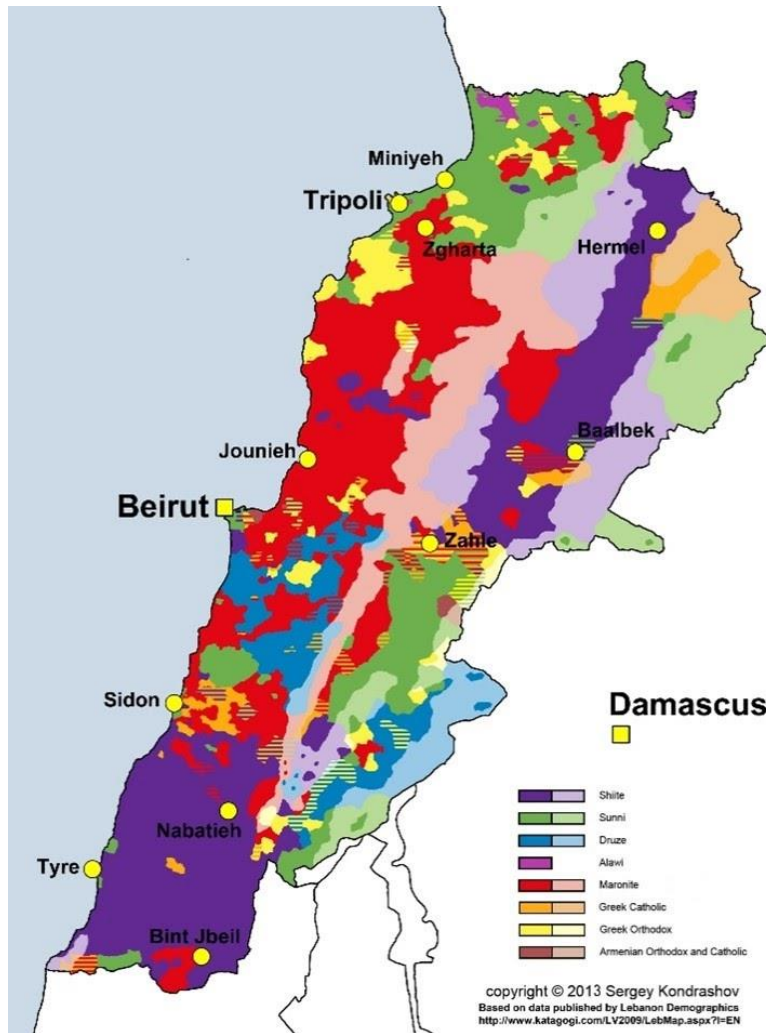 Miniyeh
Tripoli
Zgharta
Hermel
Baalbek
Jounieh
Beirut
Zahle
Sidon
Damascus
Nabatieh
Tyre
Bint Jbeil
Shiite
Sunni
Druze
Alawi
Maronite
Greek Catholic
Greek Orthodox
Armenian Orthodox and Catholic
copyright © 2013 Sergey Kondrashov
Based on data published by Lebanon Demographics
http://www.katagogi.com/LV2009/LebMap.aspx?l=EN